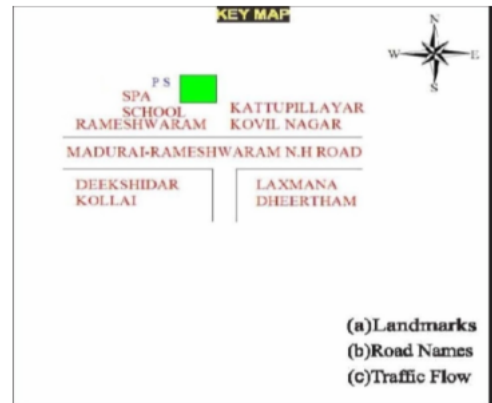 KEY MAP
N
W E
S
P S
SPA
SCHOOL
RAMESHWARAM
KATTUPILLAYAR
KOVIL NAGAR
MADURAI-RAMESHWARAM N.H ROAD
DEEKSHIDAR
KOLLAI
LAXMANA
DHEERTHAM
(a)Landmarks
(b)Road Names
(c)Traffic Flow